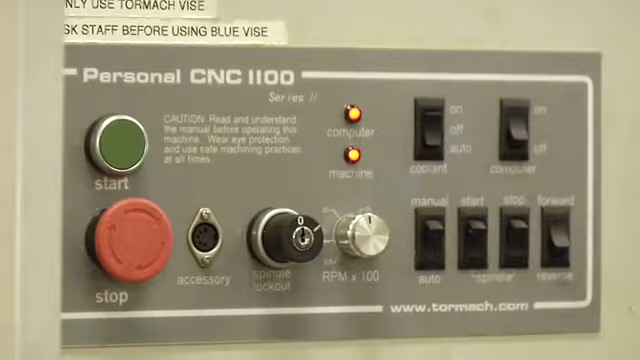 NLY USE TORMACH VISE
SK STAFF BEFORE USING BLUE VISE
Personal CNC 1100
Series II
CAUTION: Read and understand
the manual before operating this
machine. Wear eye protection
and use safe machining practices
at all times.
start
stop
accessory
spindle
lockout
0
RPM x 100
computer
machine
on
off
auto
coolant
on
off
computer
manual
auto
start
stop
spindle
forward
reverse
www.tormach.com